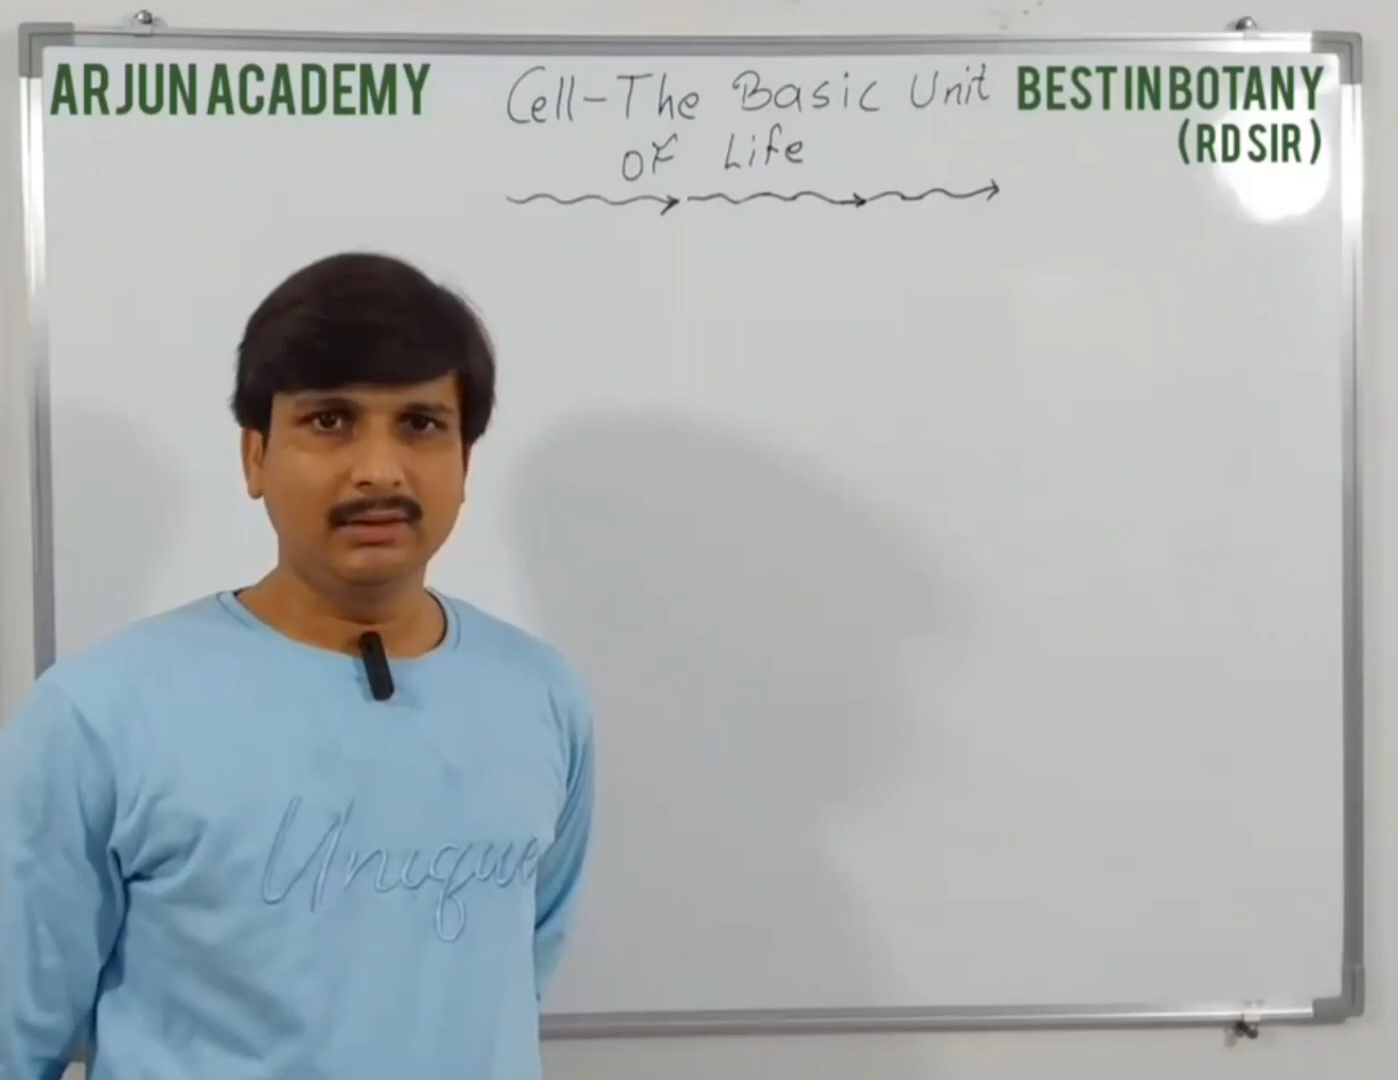 ARJUN ACADEMY
Cell-The Basic Unit
of Life
BEST IN BOTANY
(RD SIR)
Unique